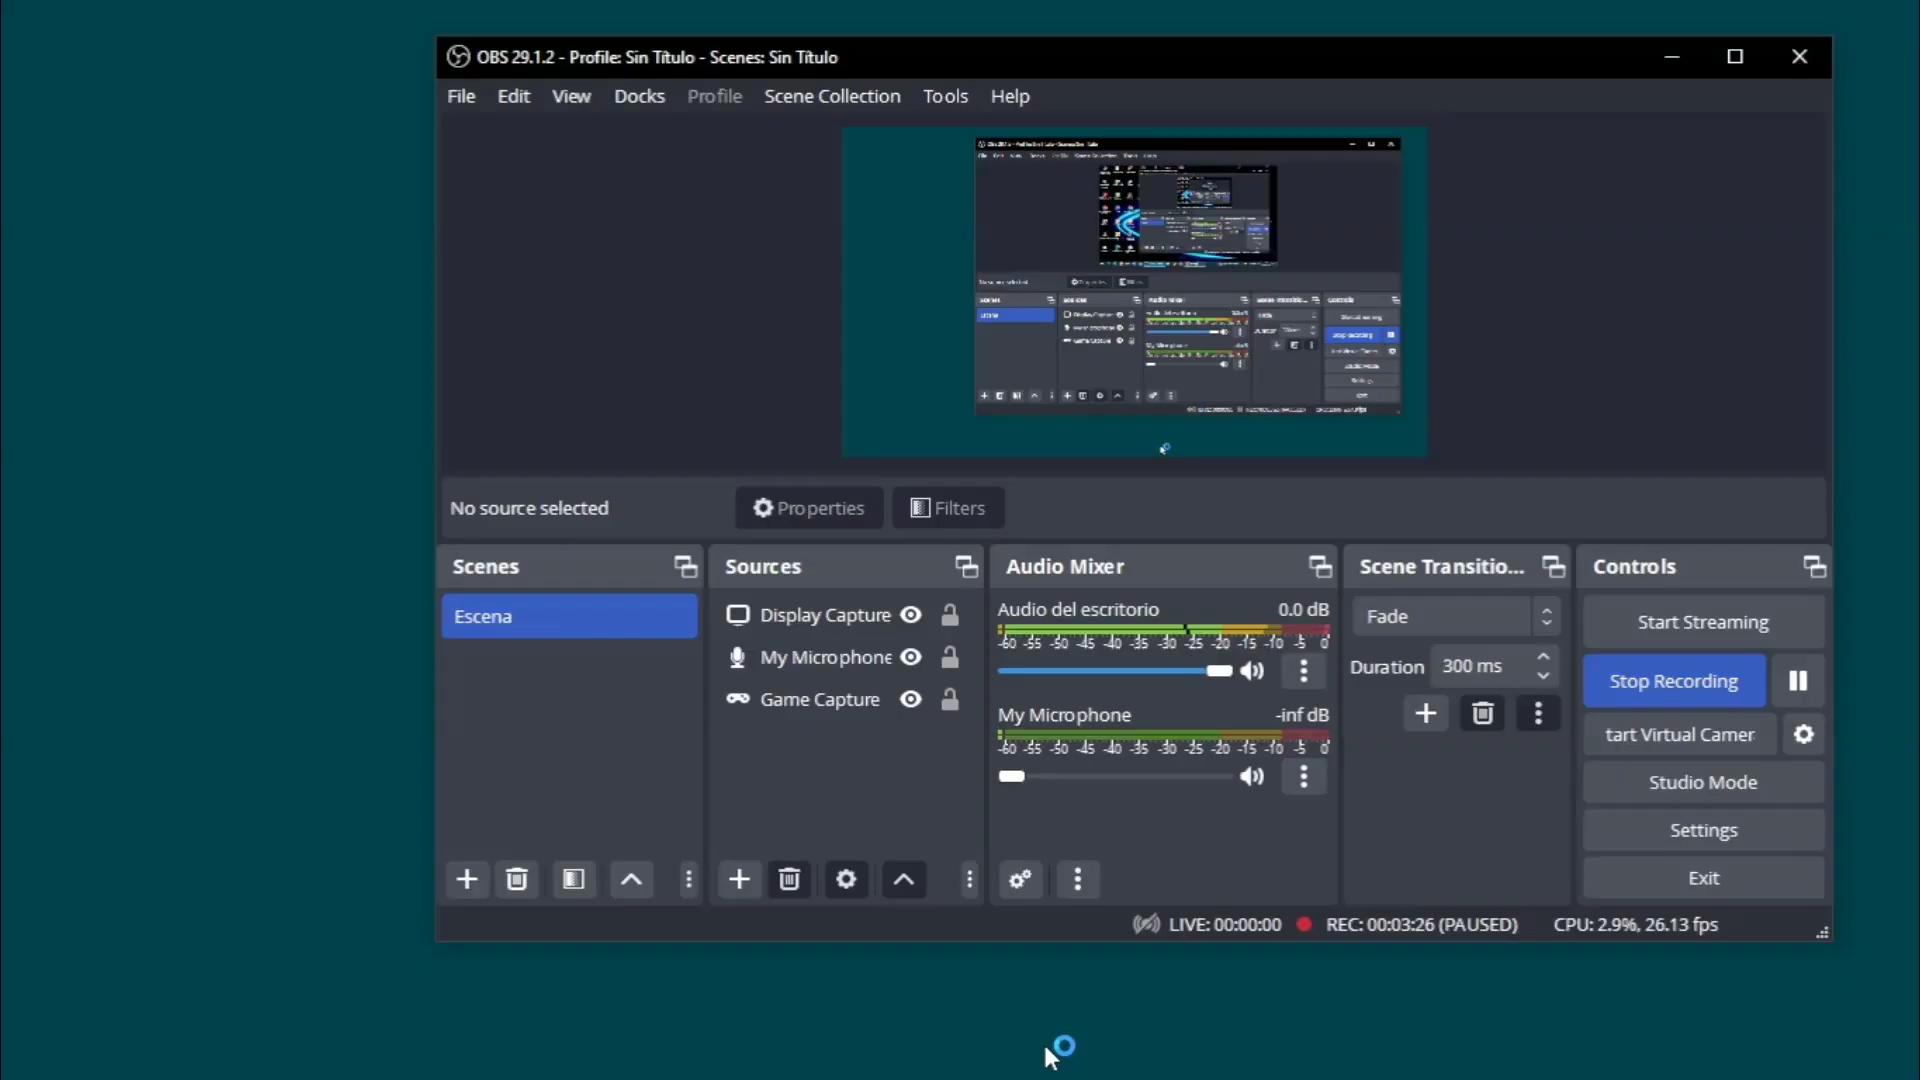 OBS 29.1.2 - Profile: Sin Título - Scenes: Sin Título
File Edit View Docks Profile Scene Collection Tools Help
No source selected Properties Filters
Scenes
Escena
Sources
Display Capture
My Microphone
Game Capture
Audio Mixer
Audio del escritorio 0.0 dB
-60 -55 -50 -45 -40 -35 -30 -25 -20 -15 -10 -5 0
My Microphone -inf dB
-60 -55 -50 -45 -40 -35 -30 -25 -20 -15 -10 -5 0
Scene Transitio...
Fade
Duration 300 ms
Controls
Start Streaming
Stop Recording
tart Virtual Camer
Studio Mode
Settings
Exit
LIVE: 00:00:00 REC: 00:03:26 (PAUSED) CPU: 2.9%, 26.13 fps